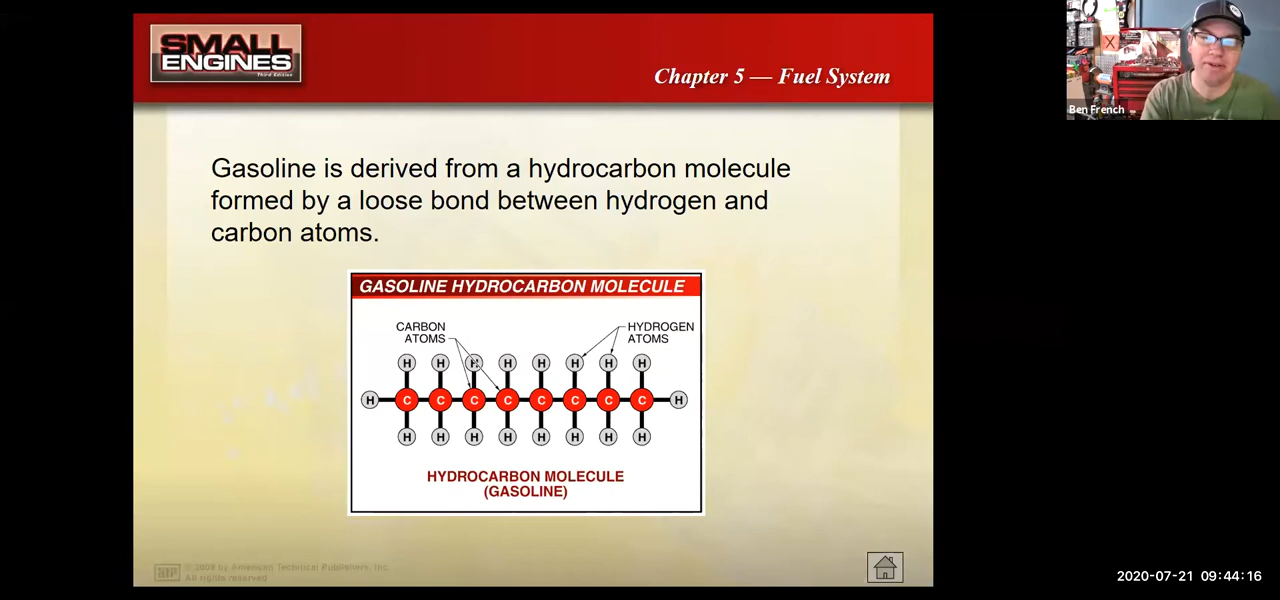 SMALL
ENGINES
Third Edition
Chapter 5 — Fuel System
Ben French
Gasoline is derived from a hydrocarbon molecule
formed by a loose bond between hydrogen and
carbon atoms.
GASOLINE HYDROCARBON MOLECULE
CARBON
ATOMS
HYDROGEN
ATOMS
H H H H H H H H
H C C C C C C C C H
H H H H H H H H
HYDROCARBON MOLECULE
(GASOLINE)
© 2008 by American Technical Publishers, Inc.
All rights reserved
2020-07-21 09:44:16